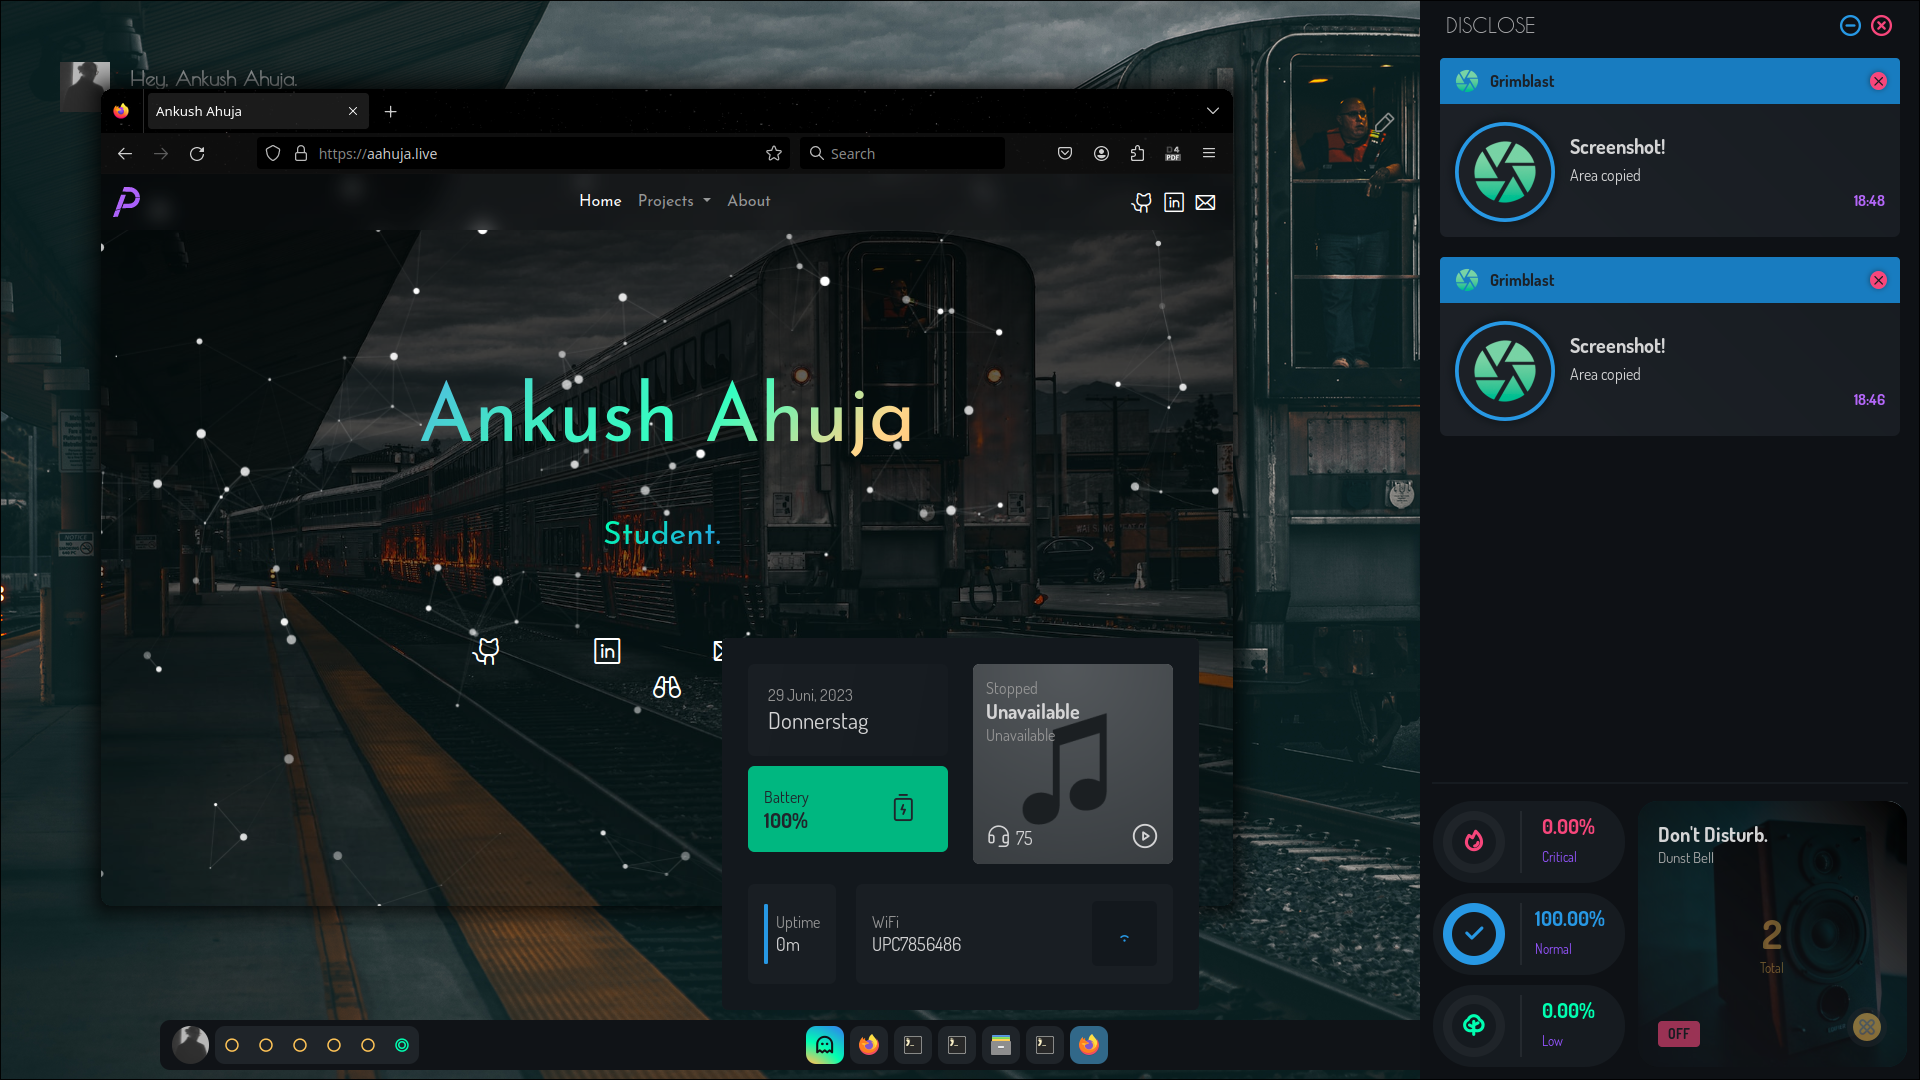 Hey, Ankush Ahuja.
Ankush Ahuja
https://aahuja.live
Search
04
PDF
Home
Projects
About
Ankush Ahuja
Student.
NOTICE
29 Juni, 2023
Donnerstag
Battery
100%
Stopped
Unavailable
Unavailable
75
Uptime
0m
WiFi
UPC7856486
DISCLOSE
Grimblast
Screenshot!
Area copied
18:48
Grimblast
Screenshot!
Area copied
18:46
0.00%
Critical
100.00%
Normal
0.00%
Low
Don't Disturb.
Dunst Bell
2
Total
OFF